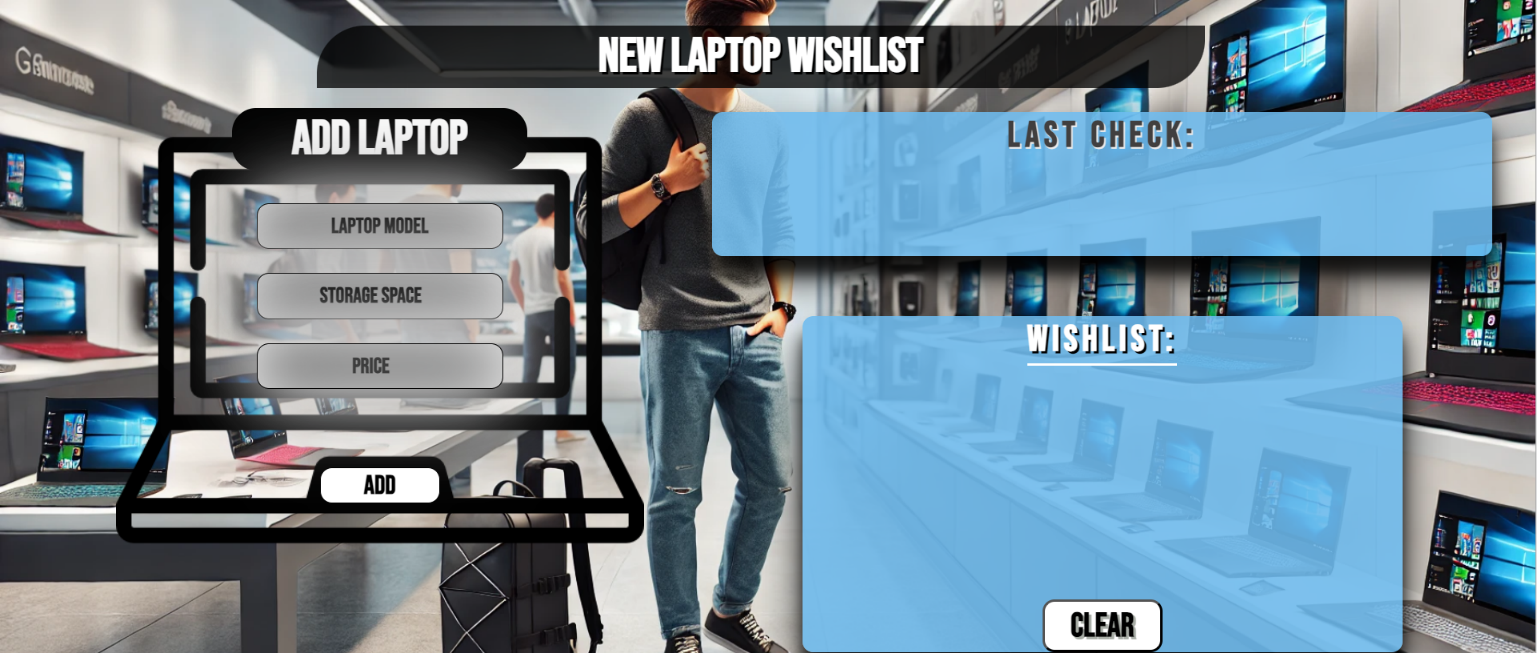 NEW LAPTOP WISHLIST
ADD LAPTOP
LAPTOP MODEL
STORAGE SPACE
PRICE
ADD
LAST CHECK:
WISHLIST:
CLEAR